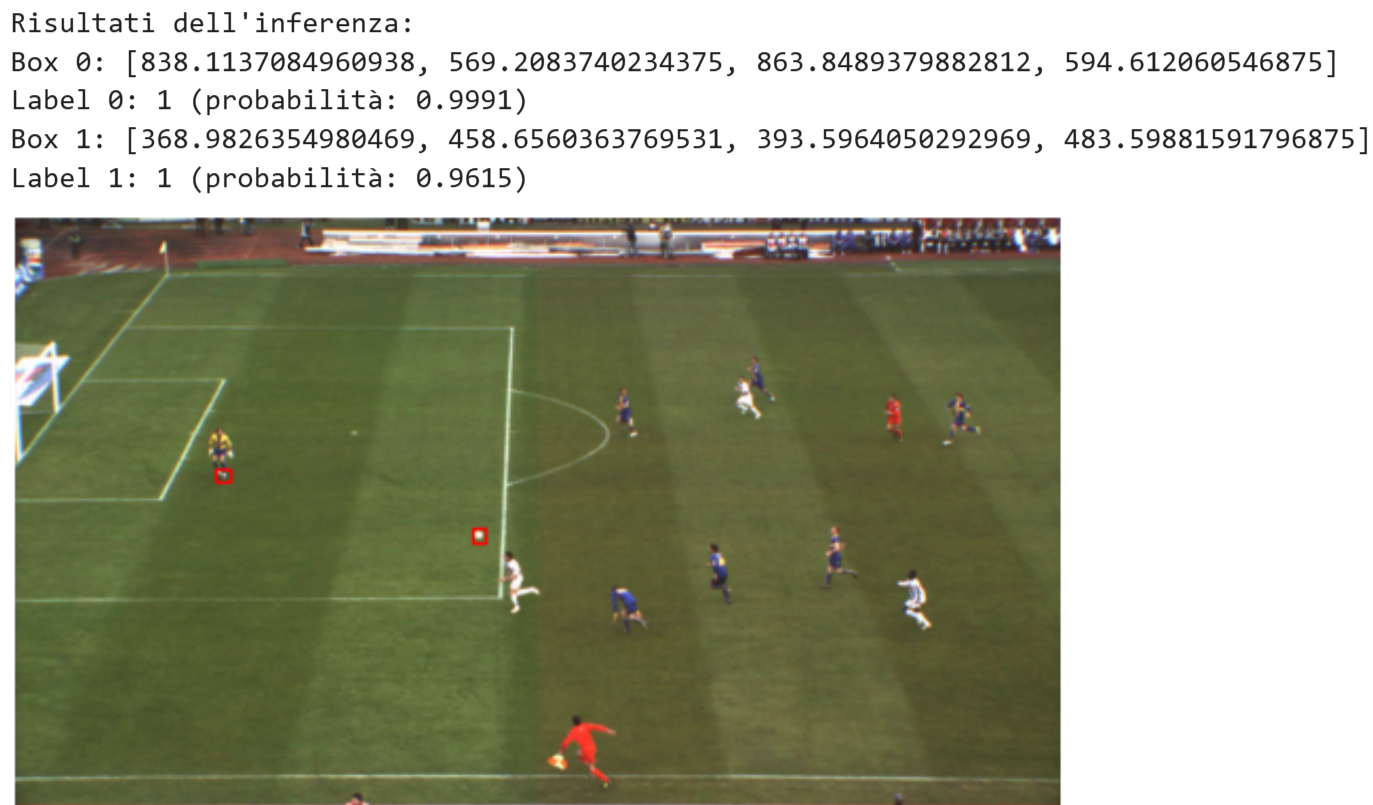 Risultati dell'inferenza:
Box 0: [838.1137084960938, 569.2083740234375, 863.8489379882812, 594.612060546875]
Label 0: 1 (probabilità: 0.9991)
Box 1: [368.9826354980469, 458.6560363769531, 393.5964050292969, 483.59881591796875]
Label 1: 1 (probabilità: 0.9615)